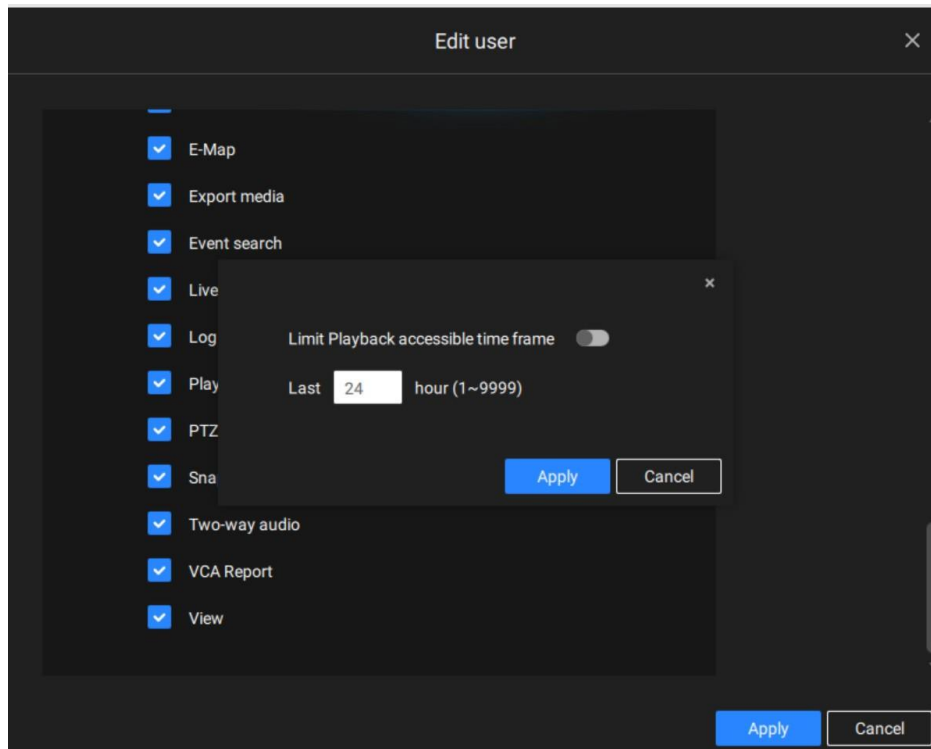 Edit user
E-Map
Export media
Event search
Live
Limit Playback accessible time frame
Log
Last 24 hour (1~9999)
Play
PTZ
Sna
Apply Cancel
Two-way audio
VCA Report
View
Apply Cancel